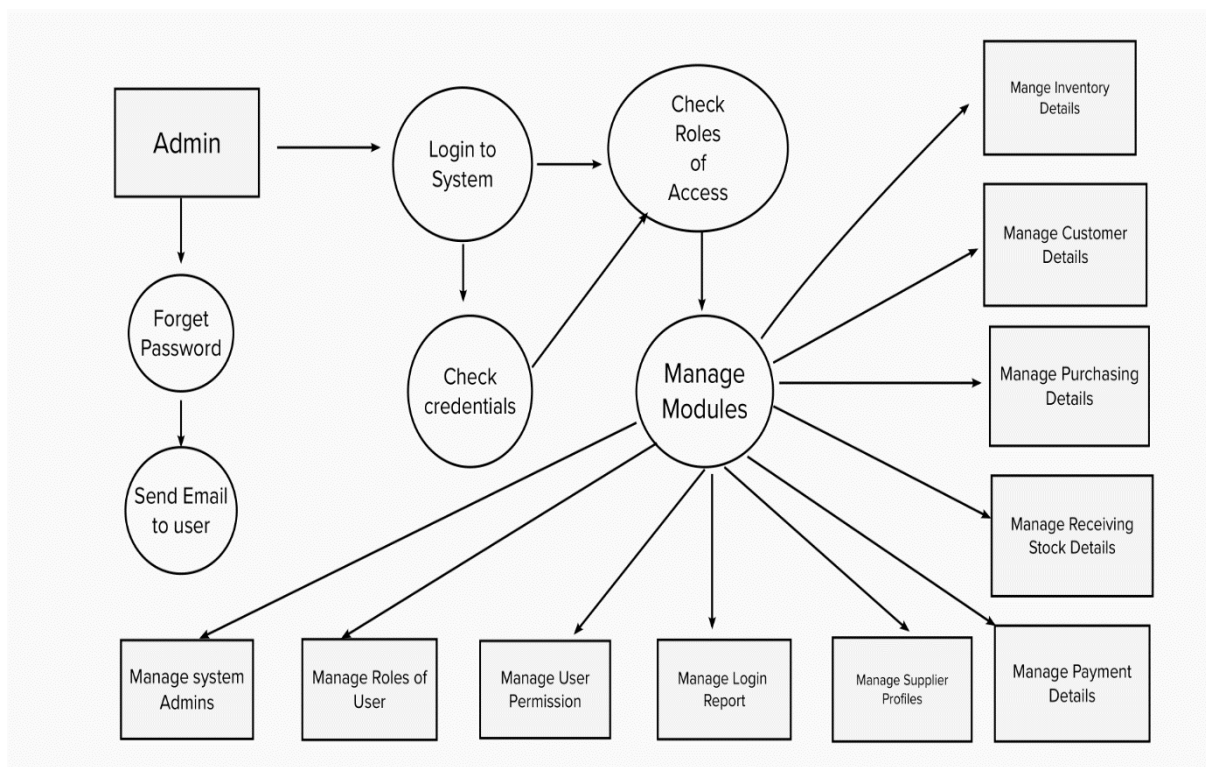 Admin
Login to
System
Check
Roles
of
Access
Mange Inventory
Details
Manage Customer
Details
Forget
Password
Check
credentials
Manage
Modules
Manage Purchasing
Details
Send Email
to user
Manage Receiving
Stock Details
Manage system
Admins
Manage Roles of
User
Manage User
Permission
Manage Login
Report
Manage Supplier
Profiles
Manage Payment
Details